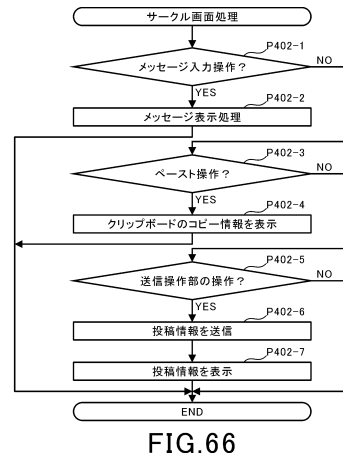 サークル画面処理
P402-1
メッセージ入力操作？
NO
YES
P402-2
メッセージ表示処理
P402-3
ペースト操作？
NO
YES
P402-4
クリップボードのコピー情報を表示
P402-5
送信操作部の操作？
NO
YES
P402-6
投稿情報を送信
P402-7
投稿情報を表示
END
FIG.66